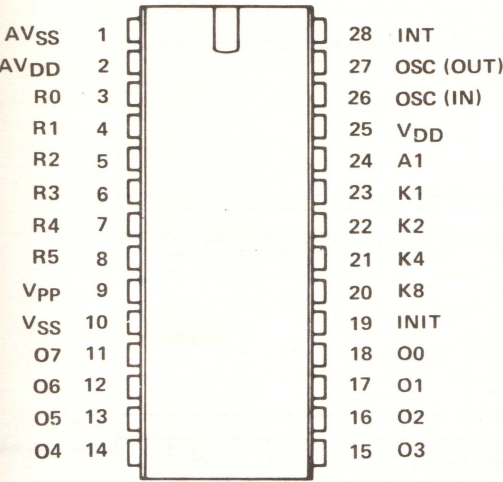 AVSS 1 28 INT
AVDD 2 27 OSC (OUT)
R0 3 26 OSC (IN)
R1 4 25 VDD
R2 5 24 A1
R3 6 23 K1
R4 7 22 K2
R5 8 21 K4
VPP 9 20 K8
VSS 10 19 INIT
O7 11 18 O0
O6 12 17 O1
O5 13 16 O2
O4 14 15 O3